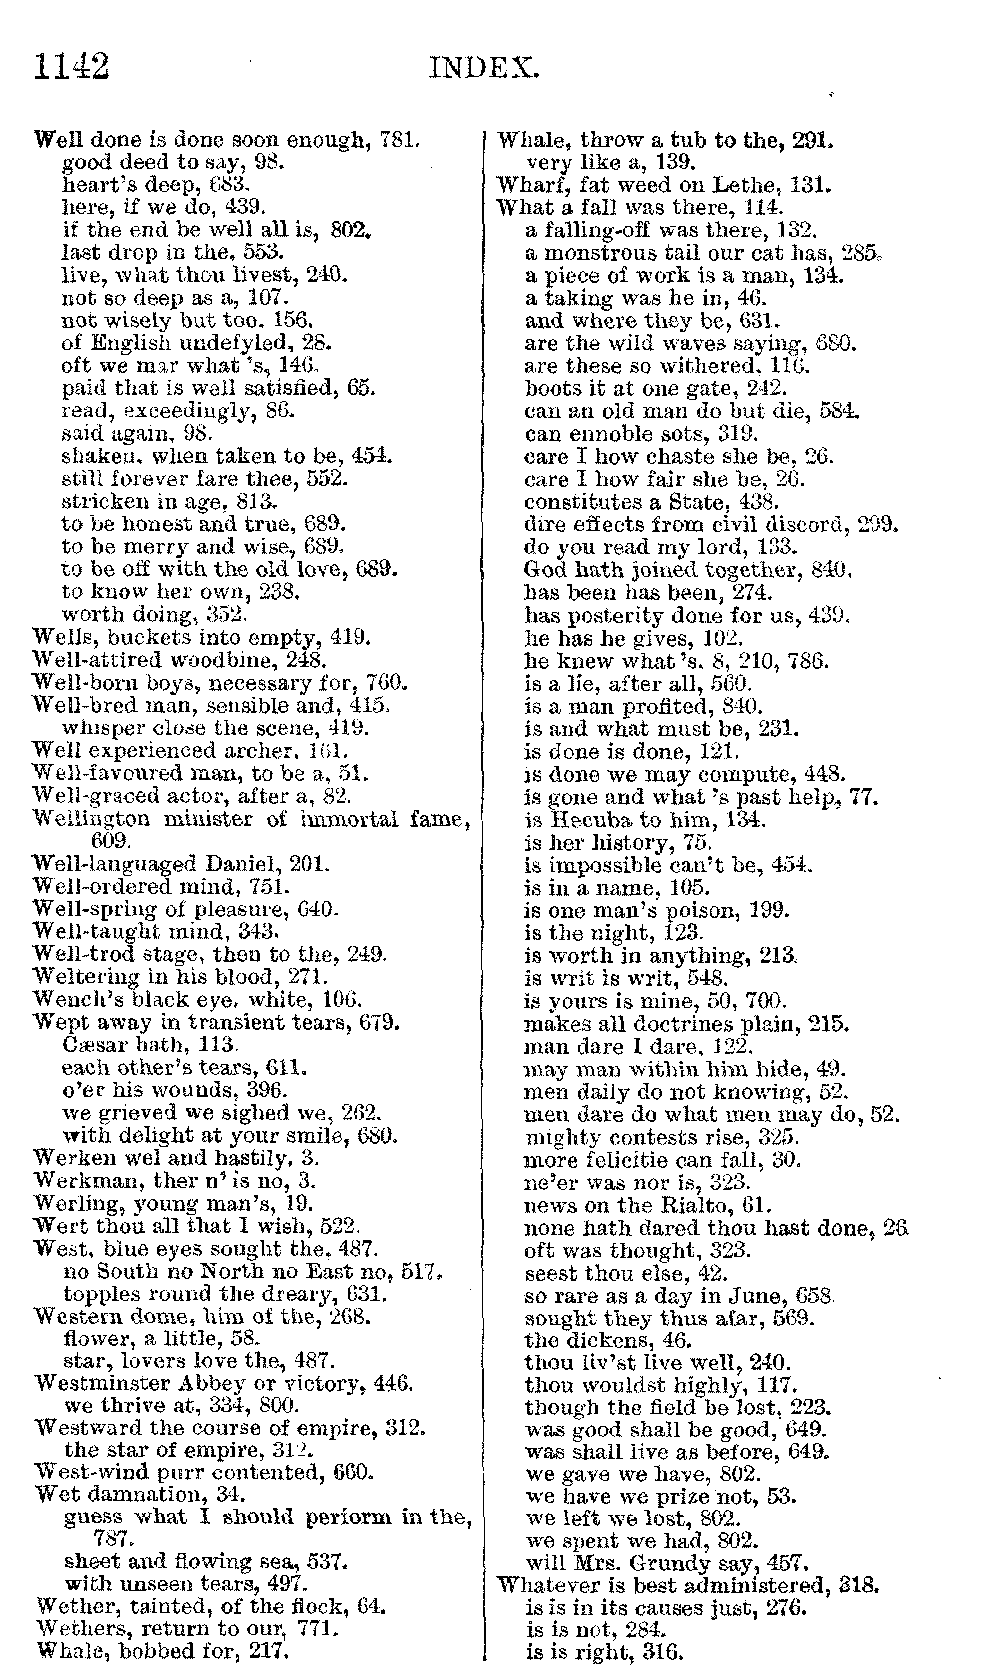 1142
INDEX.
Well done is done soon enough, 781.
good deed to say, 98.
heart's deep, 683.
here, if we do, 439.
if the end be well all is, 802.
last drop in the, 553.
live, what thou livest, 240.
not so deep as a, 107.
not wisely but too. 156.
of English undefyled, 28.
oft we mar what 's, 146.
paid that is well satisfied, 65.
read, exceedingly, 86.
said again, 98.
shaken, when taken to be, 454.
still forever fare thee, 552.
stricken in age, 813.
to be honest and true, 689.
to be merry and wise, 689.
to be off with the old love, 689.
to know her own, 238.
worth doing, 352.
Wells, buckets into empty, 419.
Well-attired woodbine, 248.
Well-born boys, necessary for, 760.
Well-bred man, sensible and, 415.
whisper close the scene, 419.
Well experienced archer, 161.
Well-favoured man, to be a, 51.
Well-graced actor, after a, 82.
Wellington minister of immortal fame,
609.
Well-languaged Daniel, 201.
Well-ordered mind, 751.
Well-spring of pleasure, 640.
Well-taught mind, 343.
Well-trod stage, then to the, 249.
Weltering in his blood, 271.
Wench's black eye, white, 106.
Wept away in transient tears, 679.
Cæsar hath, 113.
each other's tears, 611.
o'er his wounds, 396.
we grieved we sighed we, 262.
with delight at your smile, 680.
Werken wel and hastily, 3.
Werkman, ther n' is no, 3.
Werling, young man's, 19.
Wert thou all that I wish, 522.
West, blue eyes sought the, 487.
no South no North no East no, 517.
topples round the dreary, 631.
Western dome, him of the, 268.
flower, a little, 58.
star, lovers love the, 487.
Westminster Abbey or victory, 446.
we thrive at, 334, 800.
Westward the course of empire, 312.
the star of empire, 312.
West-wind purr contented, 660.
Wet damnation, 34.
guess what I should perform in the,
787.
sheet and flowing sea, 537.
with unseen tears, 497.
Wether, tainted, of the flock, 64.
Wethers, return to our, 771.
Whale, bobbed for, 217.
Whale, throw a tub to the, 291.
very like a, 139.
Wharf, fat weed on Lethe, 131.
What a fall was there, 114.
a falling-off was there, 132.
a monstrous tail our cat has, 285.
a piece of work is a man, 134.
a taking was he in, 46.
and where they be, 631.
are the wild waves saying, 680.
are these so withered, 116.
boots it at one gate, 242.
can an old man do but die, 584.
can ennoble sots, 319.
care I how chaste she be, 26.
care I how fair she be, 26.
constitutes a State, 438.
dire effects from civil discord, 299.
do you read my lord, 133.
God hath joined together, 840.
has been has been, 274.
has posterity done for us, 439.
he has he gives, 102.
he knew what 's. 8, 210, 786.
is a lie, after all, 560.
is a man profited, 840.
is and what must be, 231.
is done is done, 121.
is done we may compute, 448.
is gone and what 's past help, 77.
is Hecuba to him, 134.
is her history, 75.
is impossible can't be, 454.
is in a name, 105.
is one man's poison, 199.
is the night, 123.
is worth in anything, 213.
is writ is writ, 548.
is yours is mine, 50, 700.
makes all doctrines plain, 215.
man dare I dare, 122.
may man within him hide, 49.
men daily do not knowing, 52.
men dare do what men may do, 52.
mighty contests rise, 325.
more felicitie can fall, 30.
ne'er was nor is, 323.
news on the Rialto, 61.
none hath dared thou hast done, 26
oft was thought, 323.
seest thou else, 42.
so rare as a day in June, 658.
sought they thus afar, 569.
the dickens, 46.
thou liv'st live well, 240.
thou wouldst highly, 117.
though the field be lost, 223.
was good shall be good, 649.
was shall live as before, 649.
we gave we have, 802.
we have we prize not, 53.
we left we lost, 802.
we spent we had, 802.
will Mrs. Grundy say, 457.
Whatever is best administered, 318.
is is in its causes just, 276.
is is not, 284.
is is right, 316.